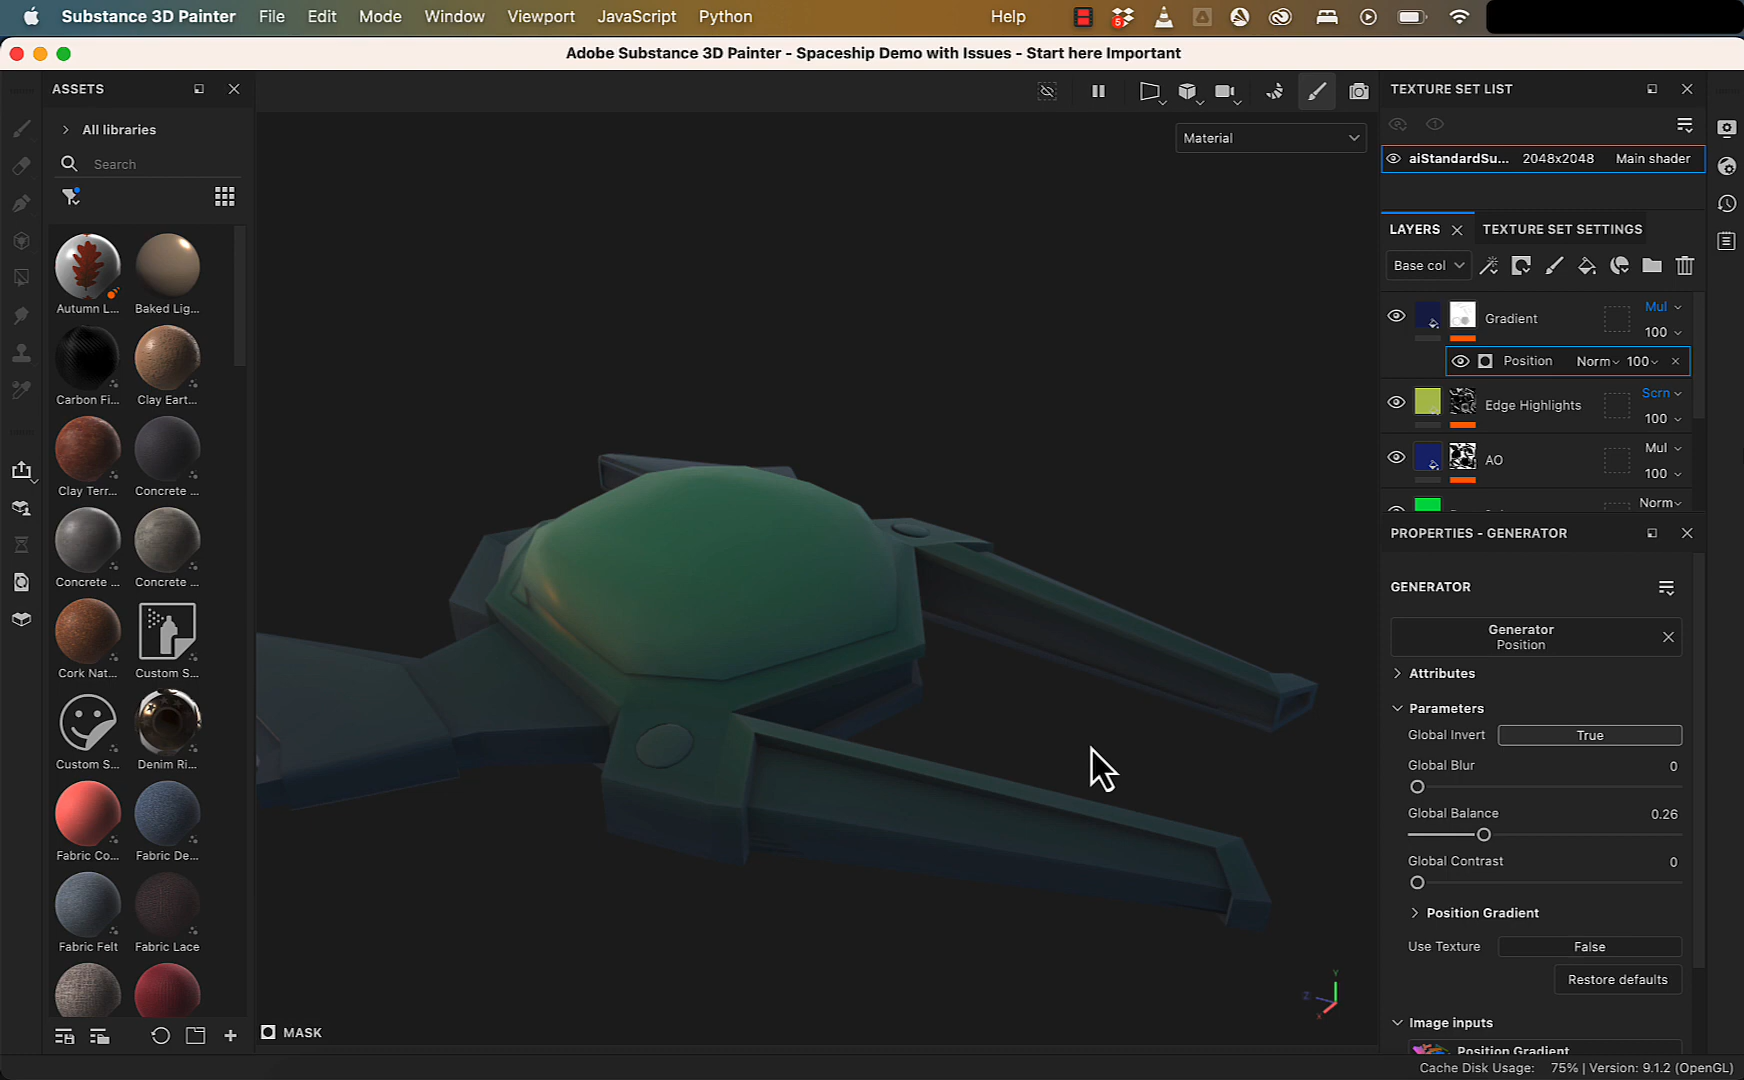 Substance 3D Painter File Edit Mode Window Viewport JavaScript Python Help
Adobe Substance 3D Painter - Spaceship Demo with Issues - Start here Important
ASSETS
All libraries
Search
Autumn L... Baked Lig...
Carbon Fi... Clay Eart...
Clay Terr... Concrete ...
Concrete ... Concrete ...
Cork Nat... Custom S...
Custom S... Denim Ri...
Fabric Co... Fabric De...
Fabric Felt Fabric Lace
Material
MASK
Y
Z
X
TEXTURE SET LIST
aiStandardSu... 2048x2048 Main shader
LAYERS TEXTURE SET SETTINGS
Base col
Gradient Mul
100
Position Norm 100
Edge Highlights Scrn
100
AO Mul
100
Norm
PROPERTIES - GENERATOR
GENERATOR
Generator
Position
Attributes
Parameters
Global Invert True
Global Blur 0
Global Balance 0.26
Global Contrast 0
Position Gradient
Use Texture False
Restore defaults
Image inputs
Position Gradient
Cache Disk Usage: 75% | Version: 9.1.2 (OpenGL)